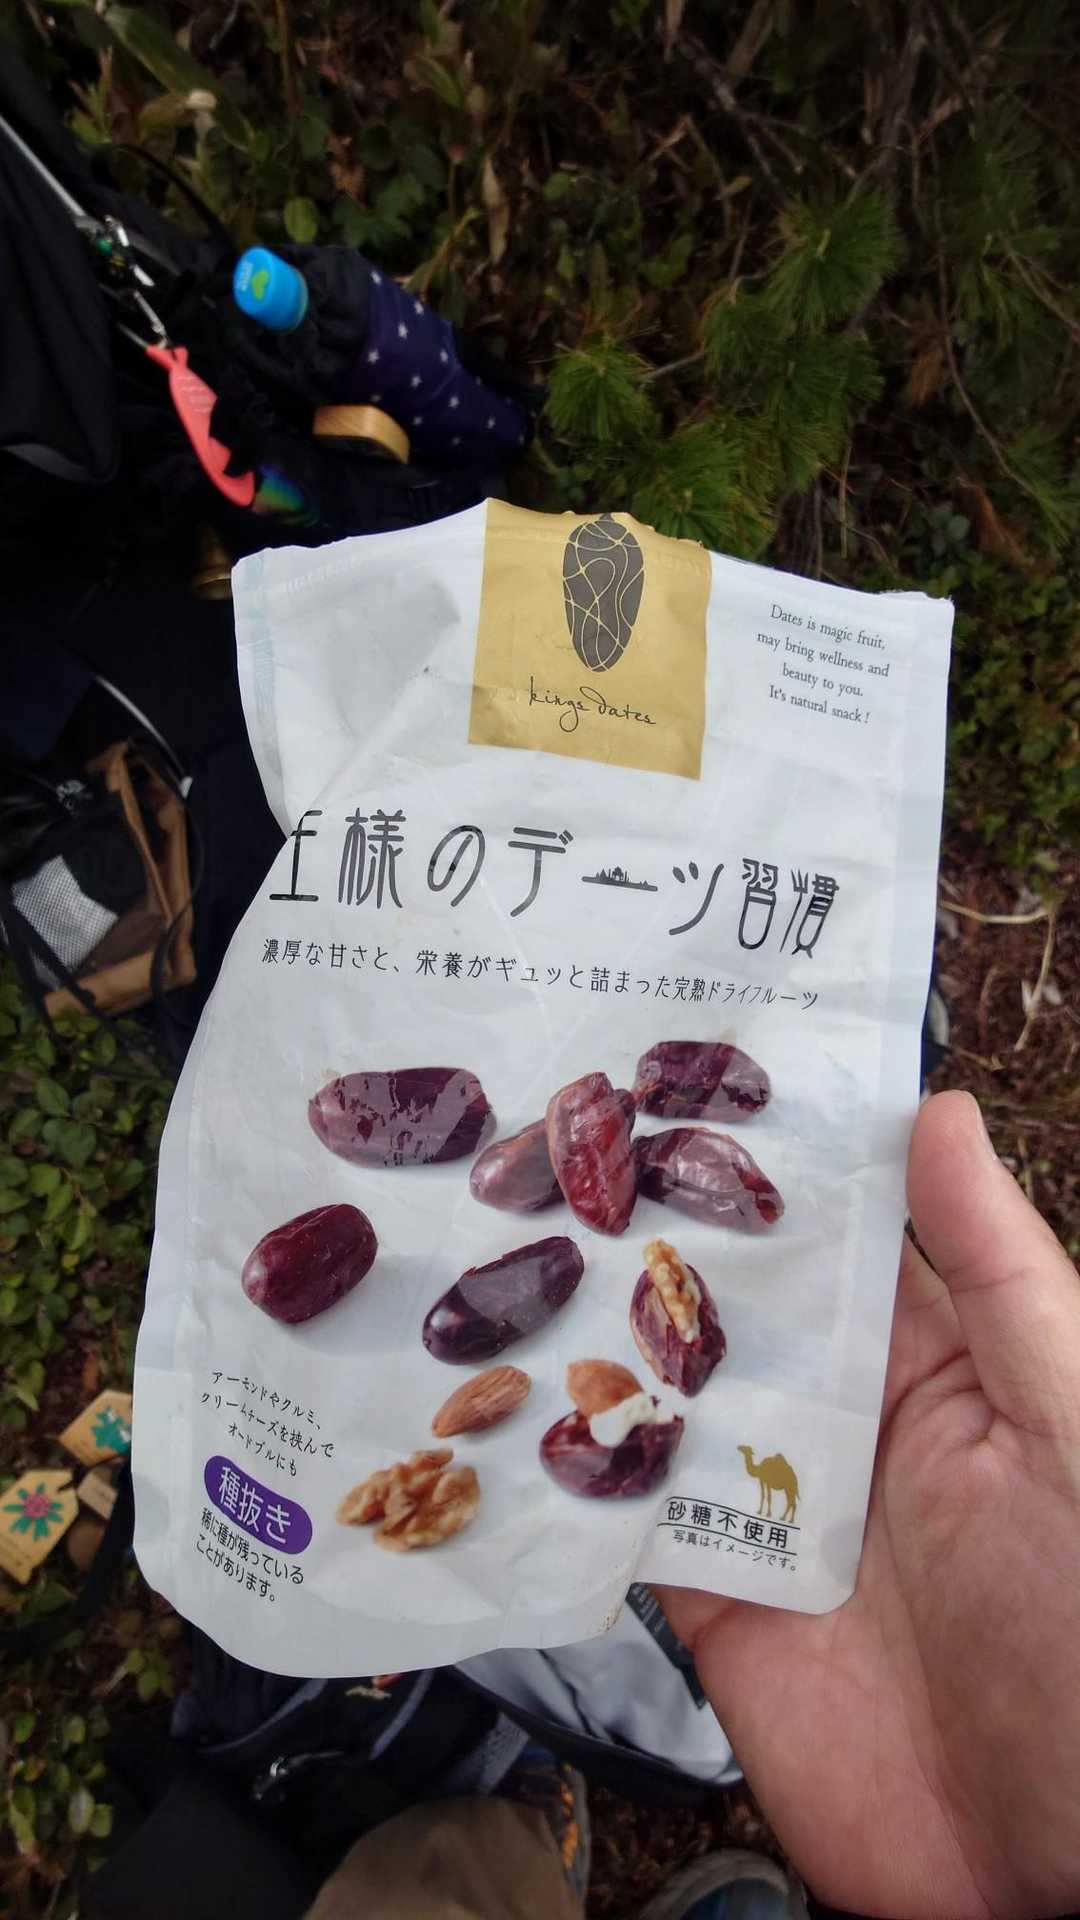 kings dates
Dates is magic fruit,
may bring wellness and
beauty to you.
It's natural snack !
王様のデーツ習慣
濃厚な甘さと、栄養がギュッと詰まった完熟ドライフルーツ
アーモンドやクルミ、
クリームチーズを挟んで
オードブルにも
種抜き
稀に種が残っている
ことがあります。
砂糖不使用
写真はイメージです。